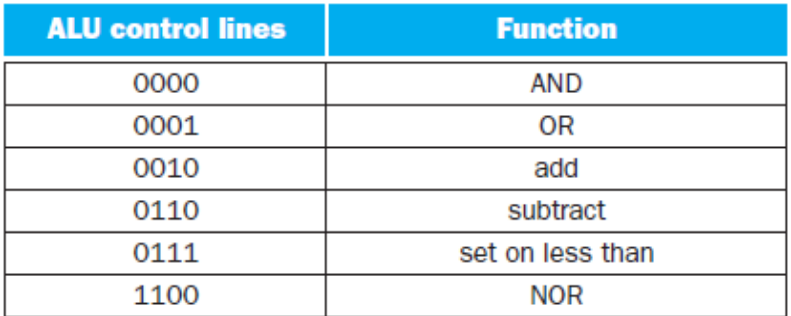 ALU control lines Function
0000 AND
0001 OR
0010 add
0110 subtract
0111 set on less than
1100 NOR